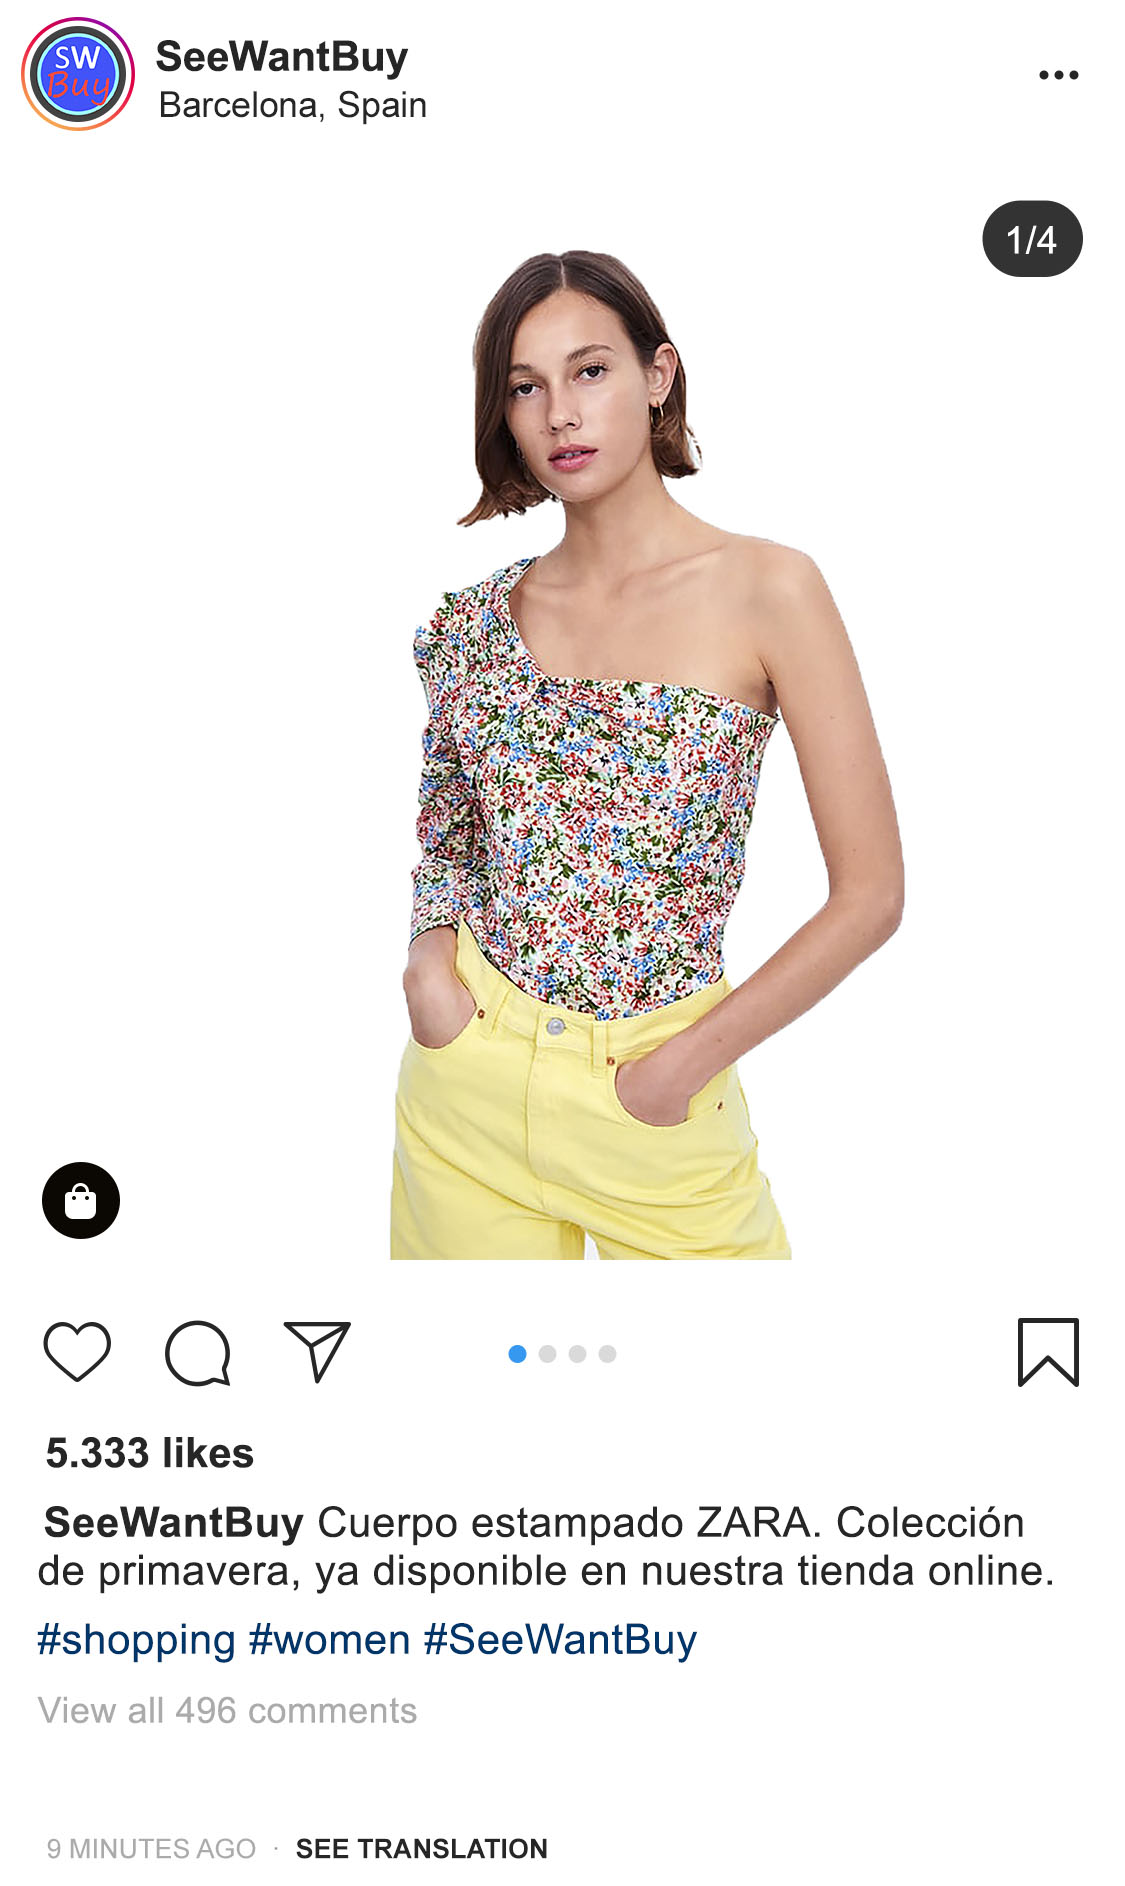 SW
Buy
SeeWantBuy
Barcelona, Spain
1/4
5.333 likes
SeeWantBuy Cuerpo estampado ZARA. Colección
de primavera, ya disponible en nuestra tienda online.
#shopping #women #SeeWantBuy
View all 496 comments
9 MINUTES AGO · SEE TRANSLATION